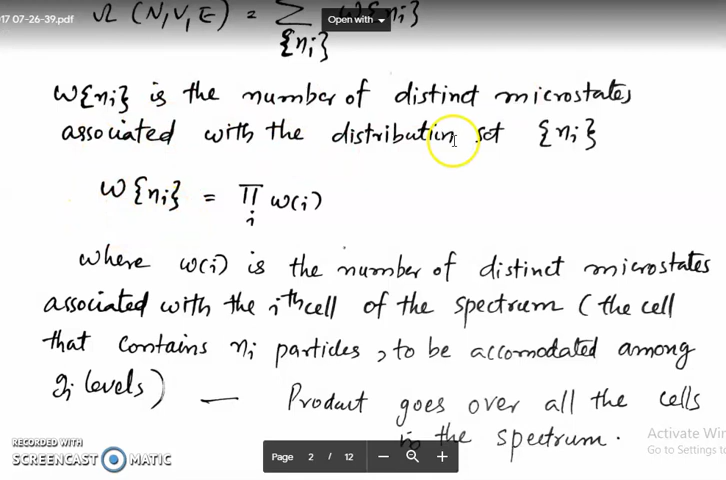 17 07-26-39.pdf
Open with
Ω (N,V,E) = Σ W{ni}
{ni}
W{ni} is the number of distinct microstates
associated with the distribution set {ni}
W{ni} = Π w(i)
i
where w(i) is the number of distinct microstates
associated with the ith cell of the spectrum (the cell
that contains ni particles, to be accomodated among
gi levels) — Product goes over all the cells
in the spectrum.
Activate Win
Go to Settings t
RECORDED WITH
SCREENCAST MATIC
Page 2 / 12